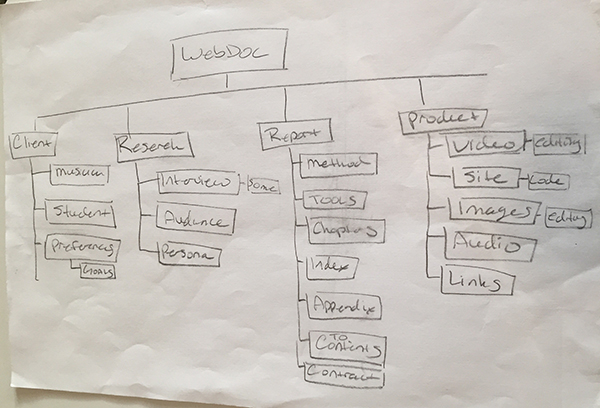 WebDoc
Client
museum
Student
Preferences
Goals
Research
Interview
Some
Audience
Persona
Report
Method
Tools
Chapters
Index
Appendix
TO
Contents
Contract
Product
Video
editing
Site
Code
Images
editing
Audio
Links